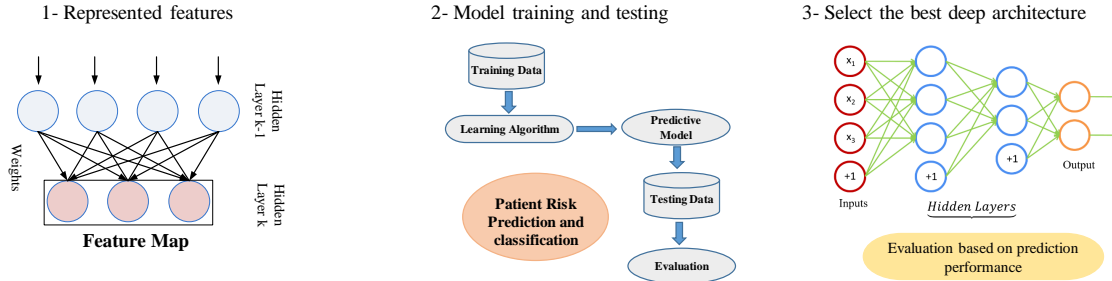 1- Represented features
Hidden
Layer k-1
Weights
Hidden
Layer k
Feature Map
2- Model training and testing
Training Data
Learning Algorithm
Predictive
Model
Testing Data
Evaluation
Patient Risk
Prediction and
classification
3- Select the best deep architecture
x1
x2
x3
+1
+1
+1
Inputs
Hidden Layers
Output
Evaluation based on prediction
performance